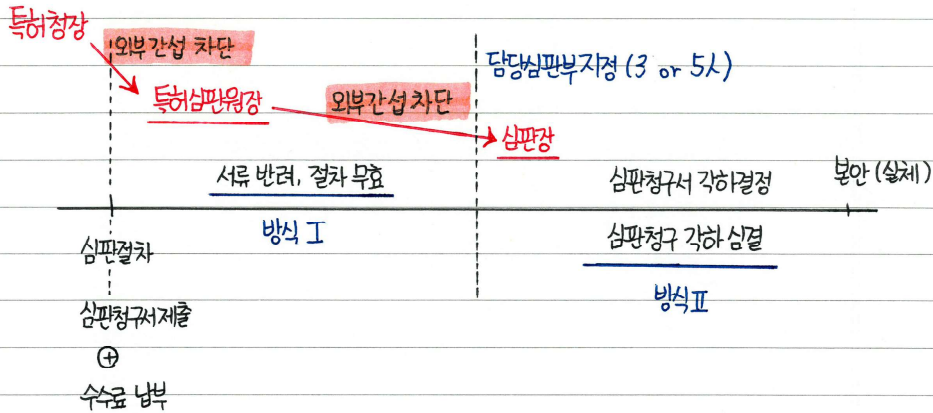 특허청장
외부간섭 차단
담당심판부지정 (3 or 5人)
특허심판원장
외부간섭 차단
심판장
서류 반려, 절차 무효
심판청구서 각하결정
본안 (실체)
방식 I
심판청구 각하 심결
심판절차
방식 II
심판청구서제출
⊕
수수료 납부